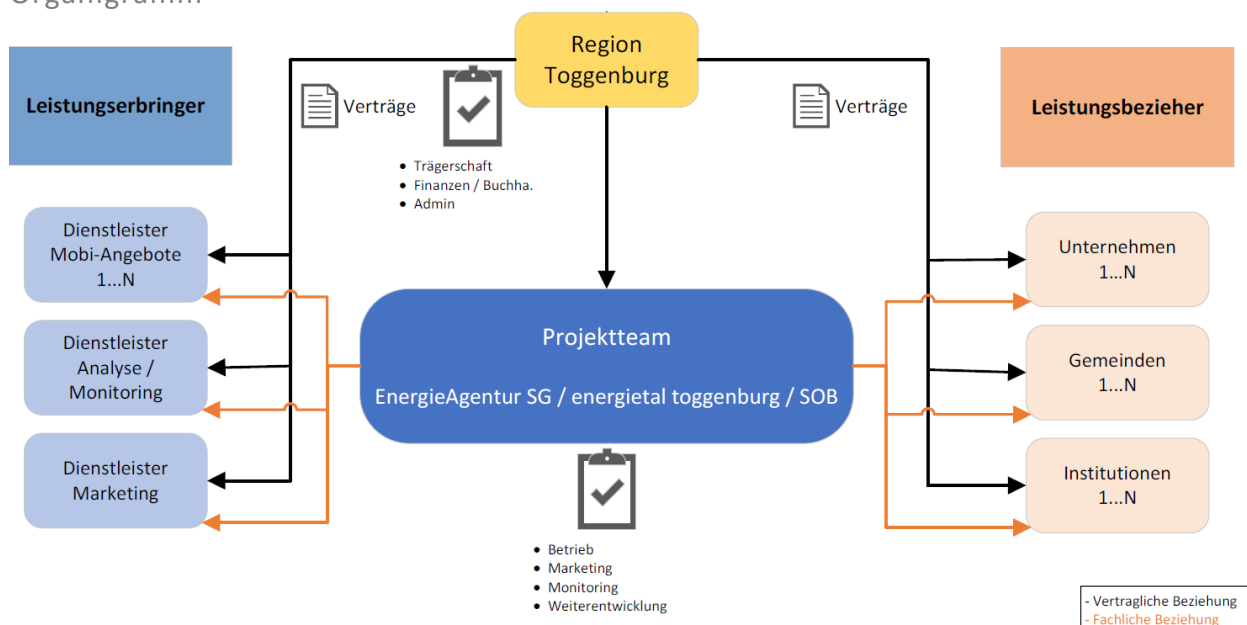 Organigramm
Region
Toggenburg
Leistungserbringer
Verträge
Verträge
Leistungsbezieher
● Trägerschaft
● Finanzen / Buchha.
● Admin
Dienstleister
Mobi-Angebote
1...N
Unternehmen
1...N
Dienstleister
Analyse /
Monitoring
Projektteam
EnergieAgentur SG / energietal toggenburg / SOB
Gemeinden
1...N
Dienstleister
Marketing
Institutionen
1...N
● Betrieb
● Marketing
● Monitoring
● Weiterentwicklung
- Vertragliche Beziehung
- Fachliche Beziehung